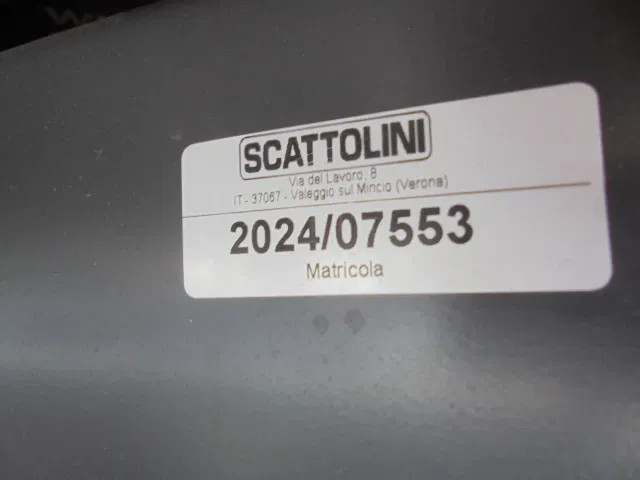 SCATTOLINI
Via del Lavoro, 8
IT - 37067 - Valeggio sul Mincio (Verona)
2024/07553
Matricola